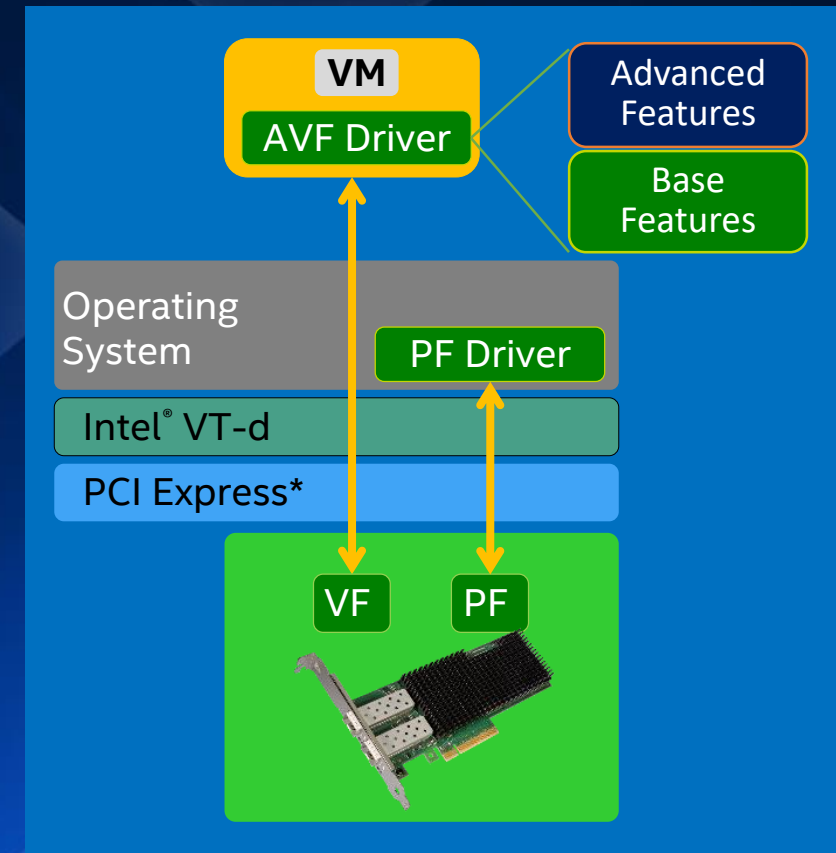 VM
AVF Driver
Advanced
Features
Base
Features
Operating
System
PF Driver
Intel® VT-d
PCI Express*
VF
PF